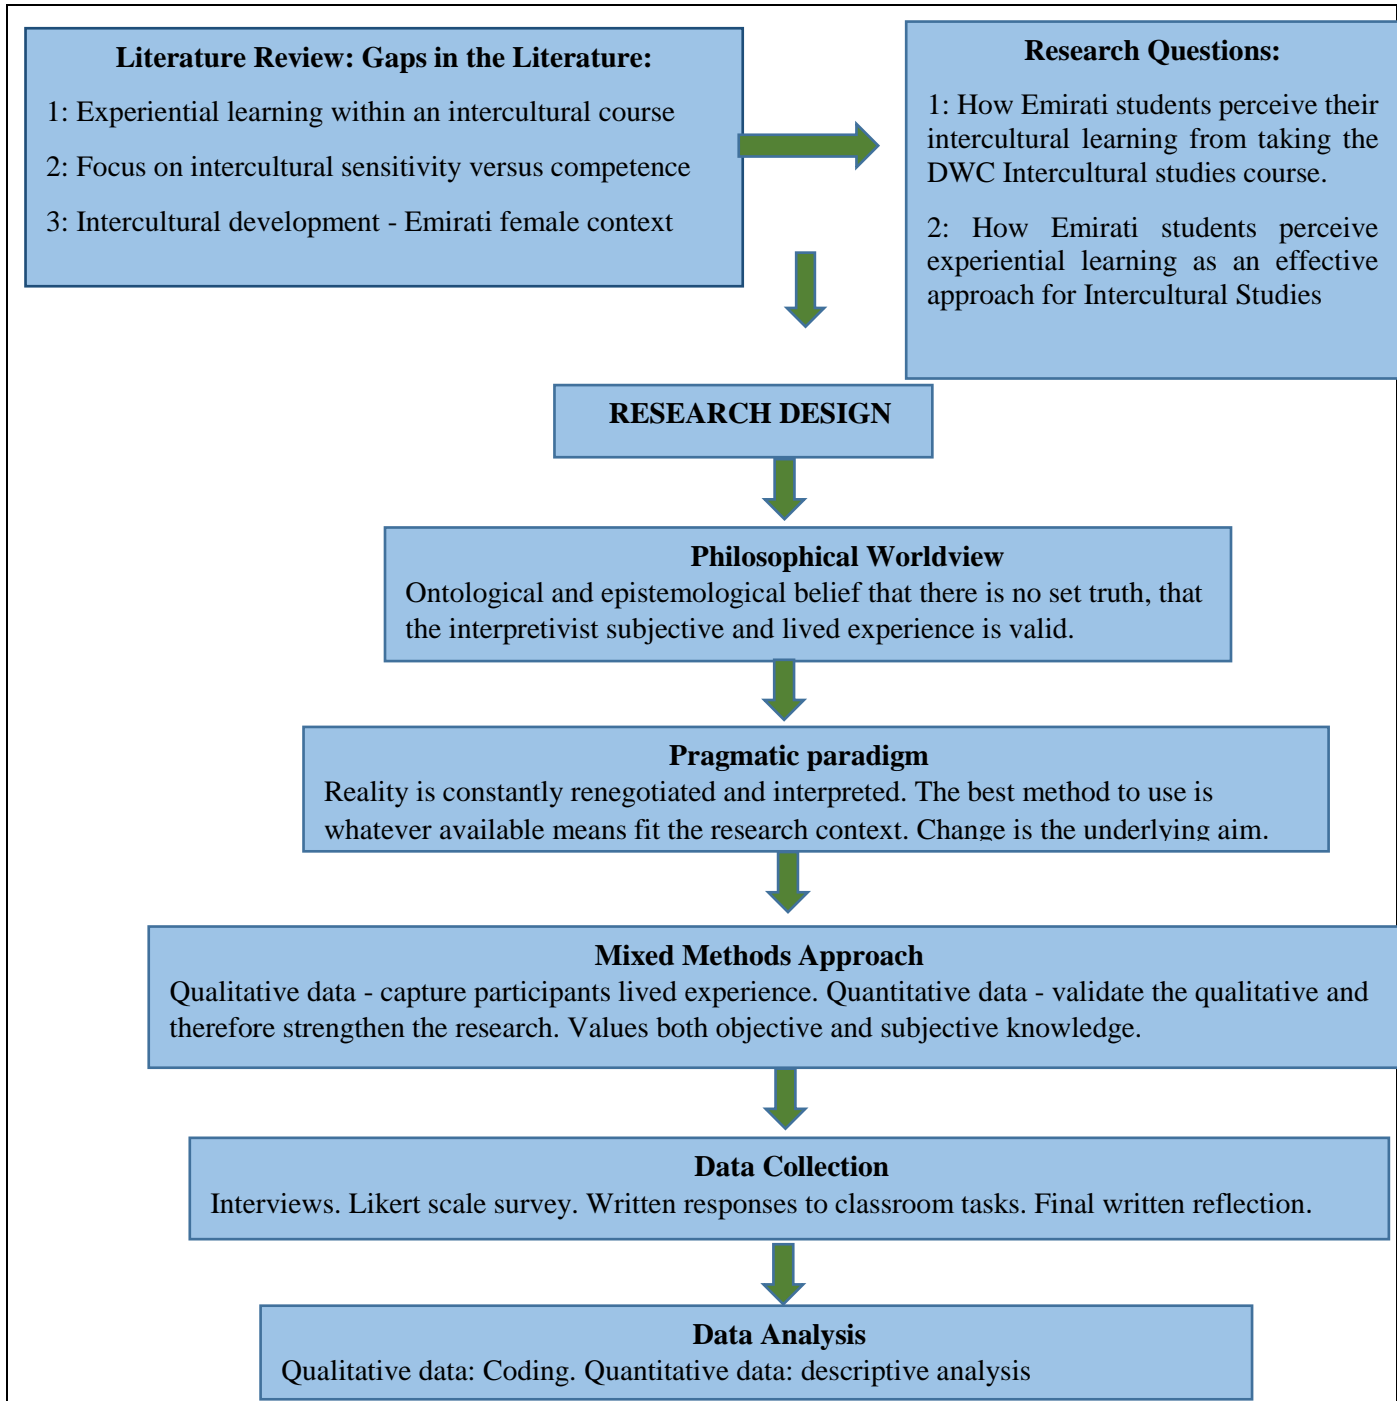 Literature Review: Gaps in the Literature:
1: Experiential learning within an intercultural course
2: Focus on intercultural sensitivity versus competence
3: Intercultural development - Emirati female context
Research Questions:
1: How Emirati students perceive their
intercultural learning from taking the
DWC Intercultural studies course.
2: How Emirati students perceive
experiential learning as an effective
approach for Intercultural Studies
RESEARCH DESIGN
Philosophical Worldview
Ontological and epistemological belief that there is no set truth, that
the interpretivist subjective and lived experience is valid.
Pragmatic paradigm
Reality is constantly renegotiated and interpreted. The best method to use is
whatever available means fit the research context. Change is the underlying aim.
Mixed Methods Approach
Qualitative data - capture participants lived experience. Quantitative data - validate the qualitative and
therefore strengthen the research. Values both objective and subjective knowledge.
Data Collection
Interviews. Likert scale survey. Written responses to classroom tasks. Final written reflection.
Data Analysis
Qualitative data: Coding. Quantitative data: descriptive analysis